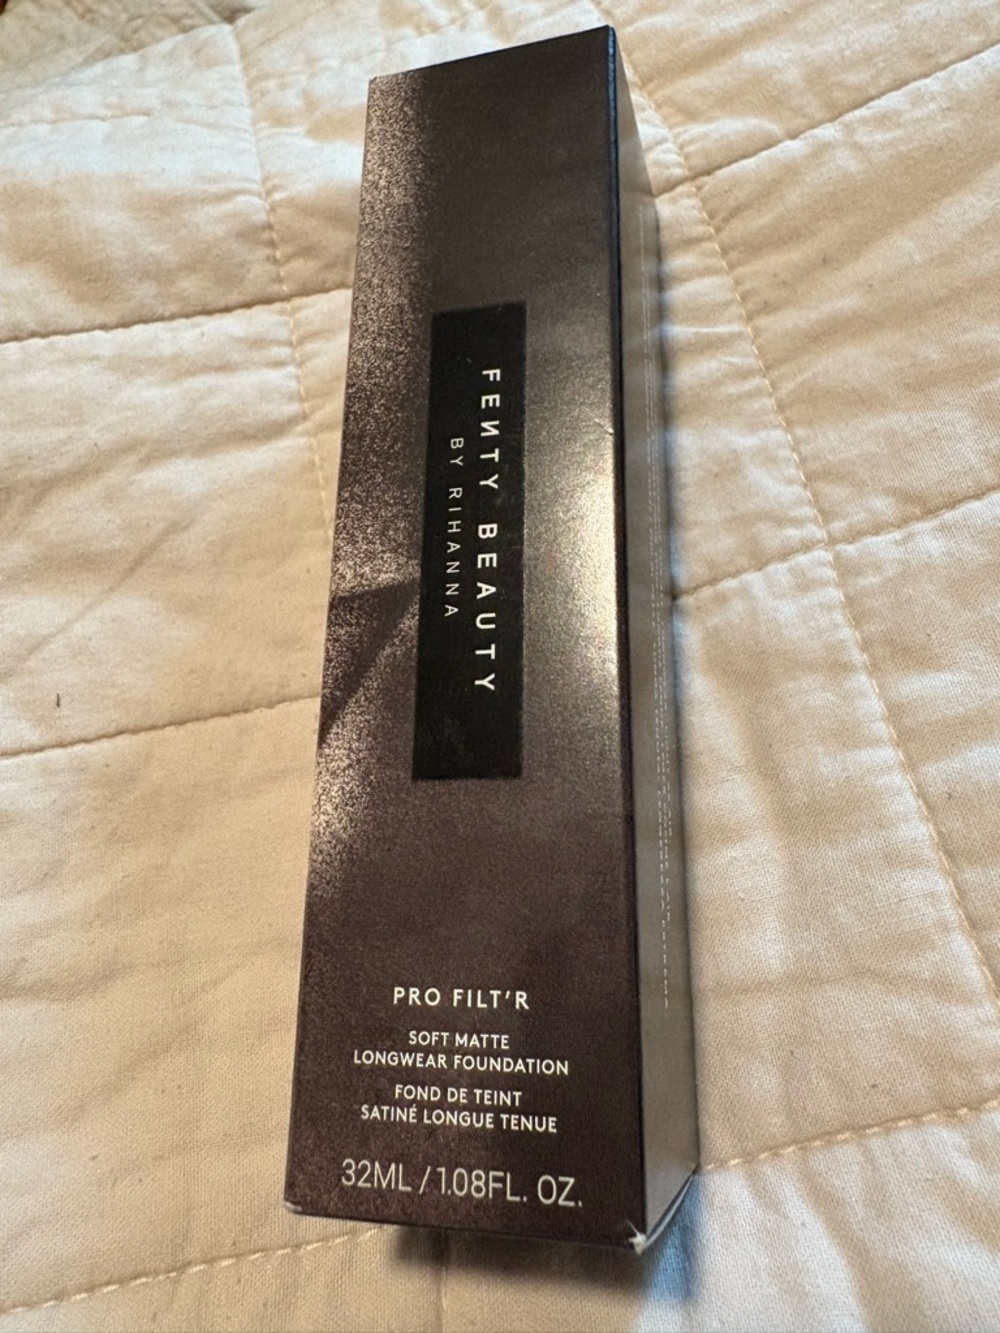 FEИTY BEAUTY
BY RIHANNA
PRO FILT'R
SOFT MATTE
LONGWEAR FOUNDATION
FOND DE TEINT
SATINÉ LONGUE TENUE
32ML / 1.08FL. OZ.